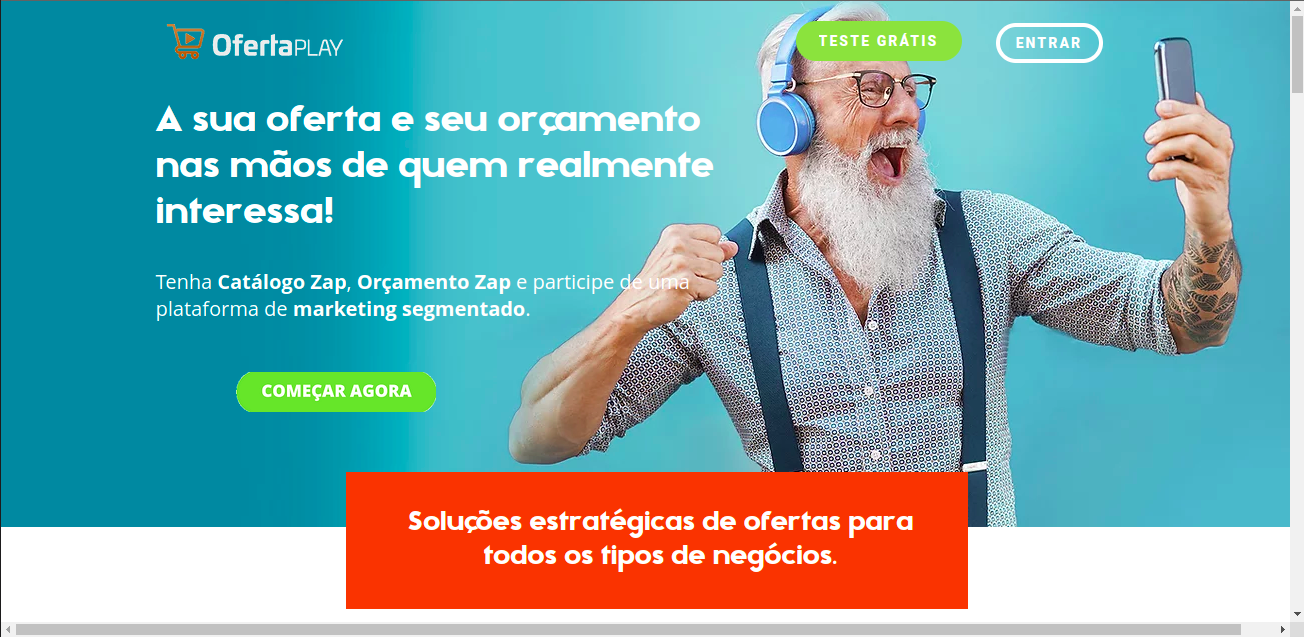 OfertaPLAY
TESTE GRÁTIS
ENTRAR
A sua oferta e seu orçamento
nas mãos de quem realmente
interessa!
Tenha Catálogo Zap, Orçamento Zap e participe de uma
plataforma de marketing segmentado.
COMEÇAR AGORA
Soluções estratégicas de ofertas para
todos os tipos de negócios.